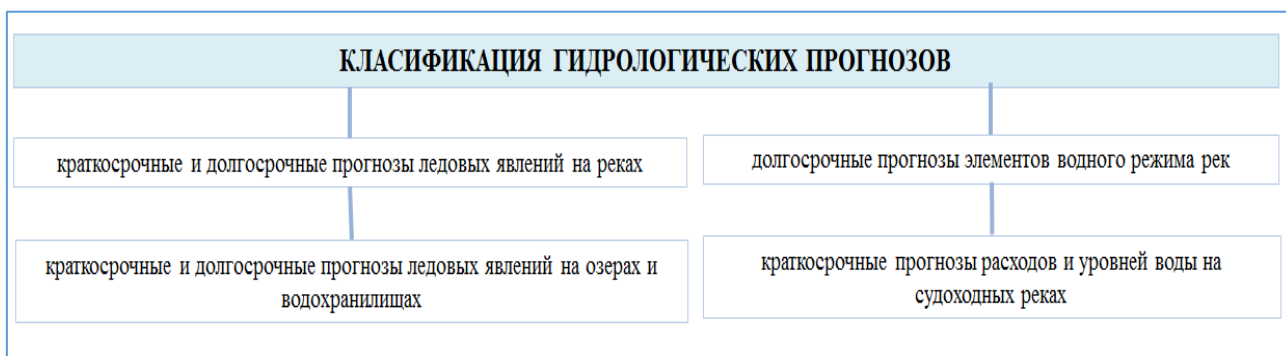 КЛАСИФИКАЦИЯ ГИДРОЛОГИЧЕСКИХ ПРОГНОЗОВ
краткосрочные и долгосрочные прогнозы ледовых явлений на реках
долгосрочные прогнозы элементов водного режима рек
краткосрочные и долгосрочные прогнозы ледовых явлений на озерах и
водохранилищах
краткосрочные прогнозы расходов и уровней воды на
судоходных реках